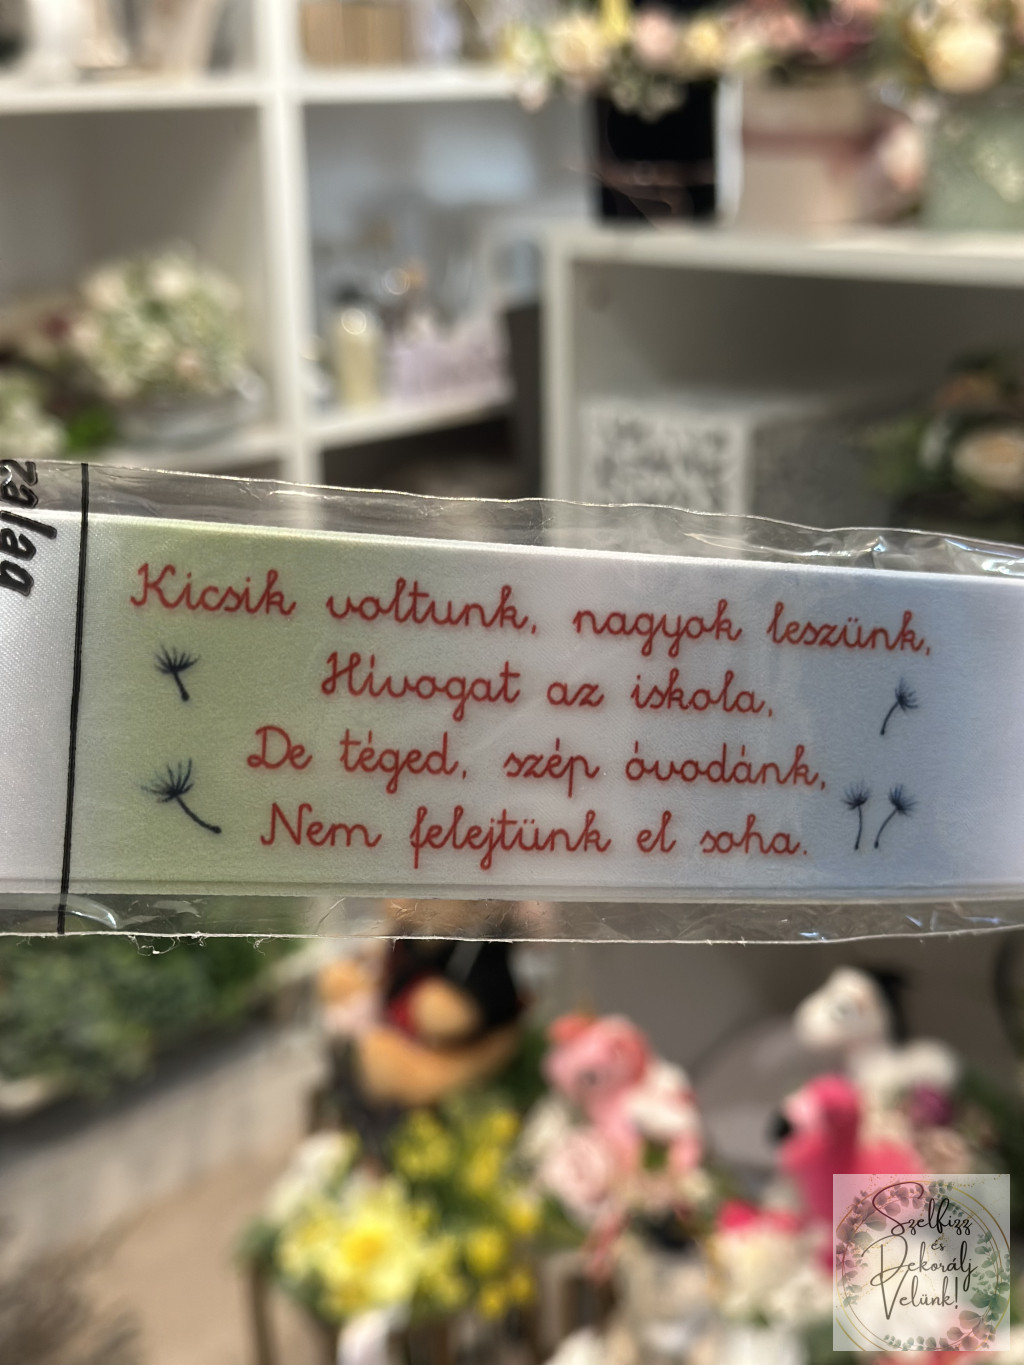 zalag
Kicsik voltunk, nagyok leszünk,
Hívogat az iskola,
De téged, szép óvodánk,
Nem felejtünk el soha.
Szelfizz
és
Dekorálj
Velünk!